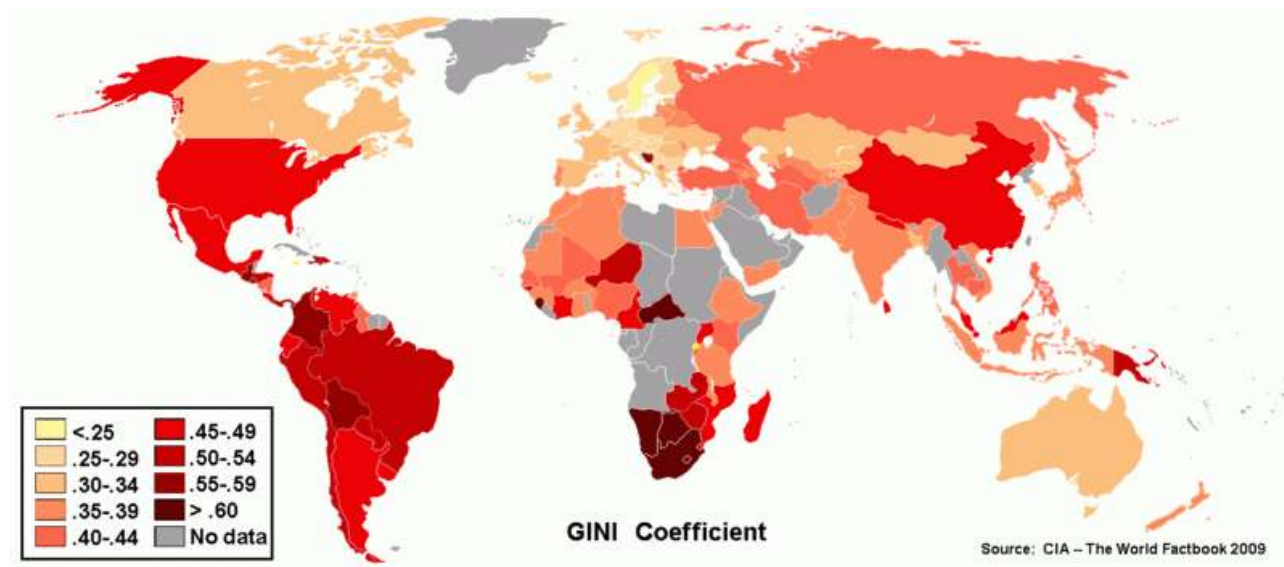 <.25 .45-.49
.25-.29 .50-.54
.30-.34 .55-.59
.35-.39 > .60
.40-.44 No data
GINI Coefficient
Source: CIA – The World Factbook 2009